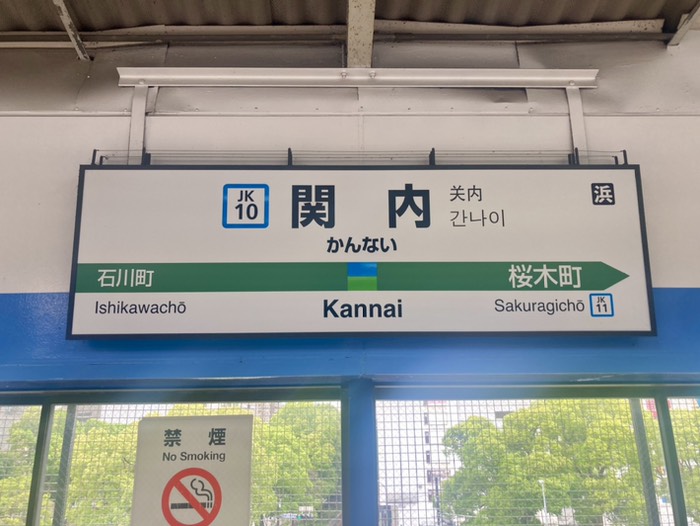 JK
10
関内
关内
간나이
浜
かんない
石川町
桜木町
Ishikawachō
Kannai
Sakuragichō
JK
11
禁煙
No Smoking